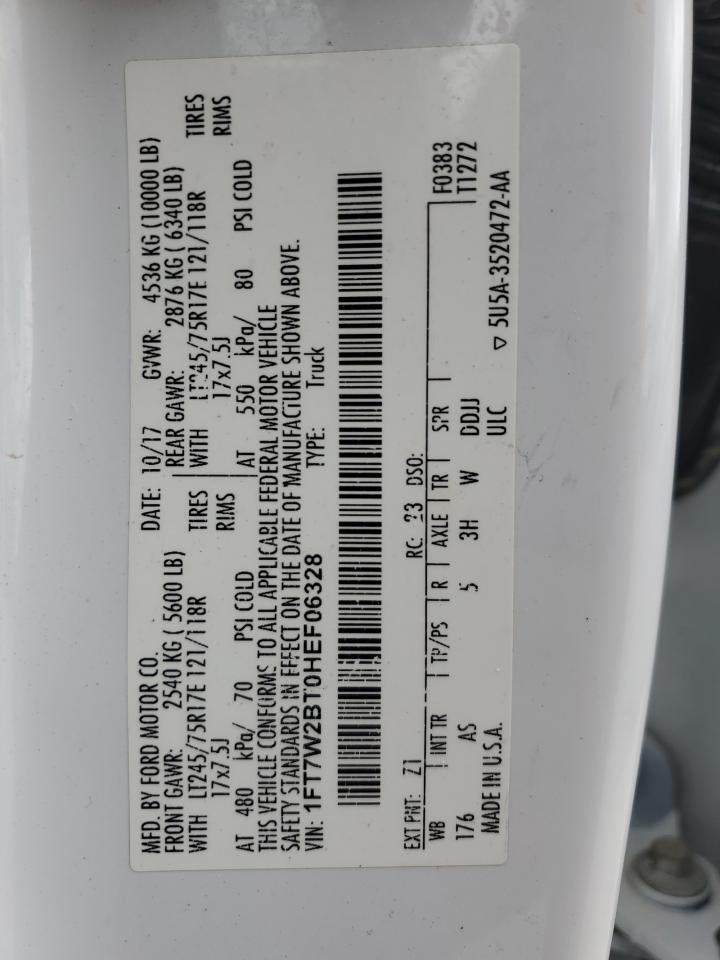 MFD. BY FORD MOTOR CO. DATE: 10/17 GVWR: 4536 KG (10000 LB)
FRONT GAWR: 2540 KG ( 5600 LB) REAR GAWR: 2876 KG ( 6340 LB)
WITH LT245/75R17E 121/118R TIRES WITH LT245/75R17E 121/118R TIRES
17x7.5J RIMS 17x7.5J RIMS
AT 480 kPa/ 70 PSI COLD AT 550 kPa/ 80 PSI COLD
THIS VEHICLE CONFORMS TO ALL APPLICABLE FEDERAL MOTOR VEHICLE
SAFETY STANDARDS IN EFFECT ON THE DATE OF MANUFACTURE SHOWN ABOVE.
VIN: 1FT7W2BT0HEF06328 TYPE: Truck
EXT PNT: Z1 RC: 23 DSO: F0383
WB INT TR TP/PS R AXLE TR SPR T1272
176 AS 5 3H W DDJJ
MADE IN U.S.A. ULC ▽ 5U5A-3520472-AA